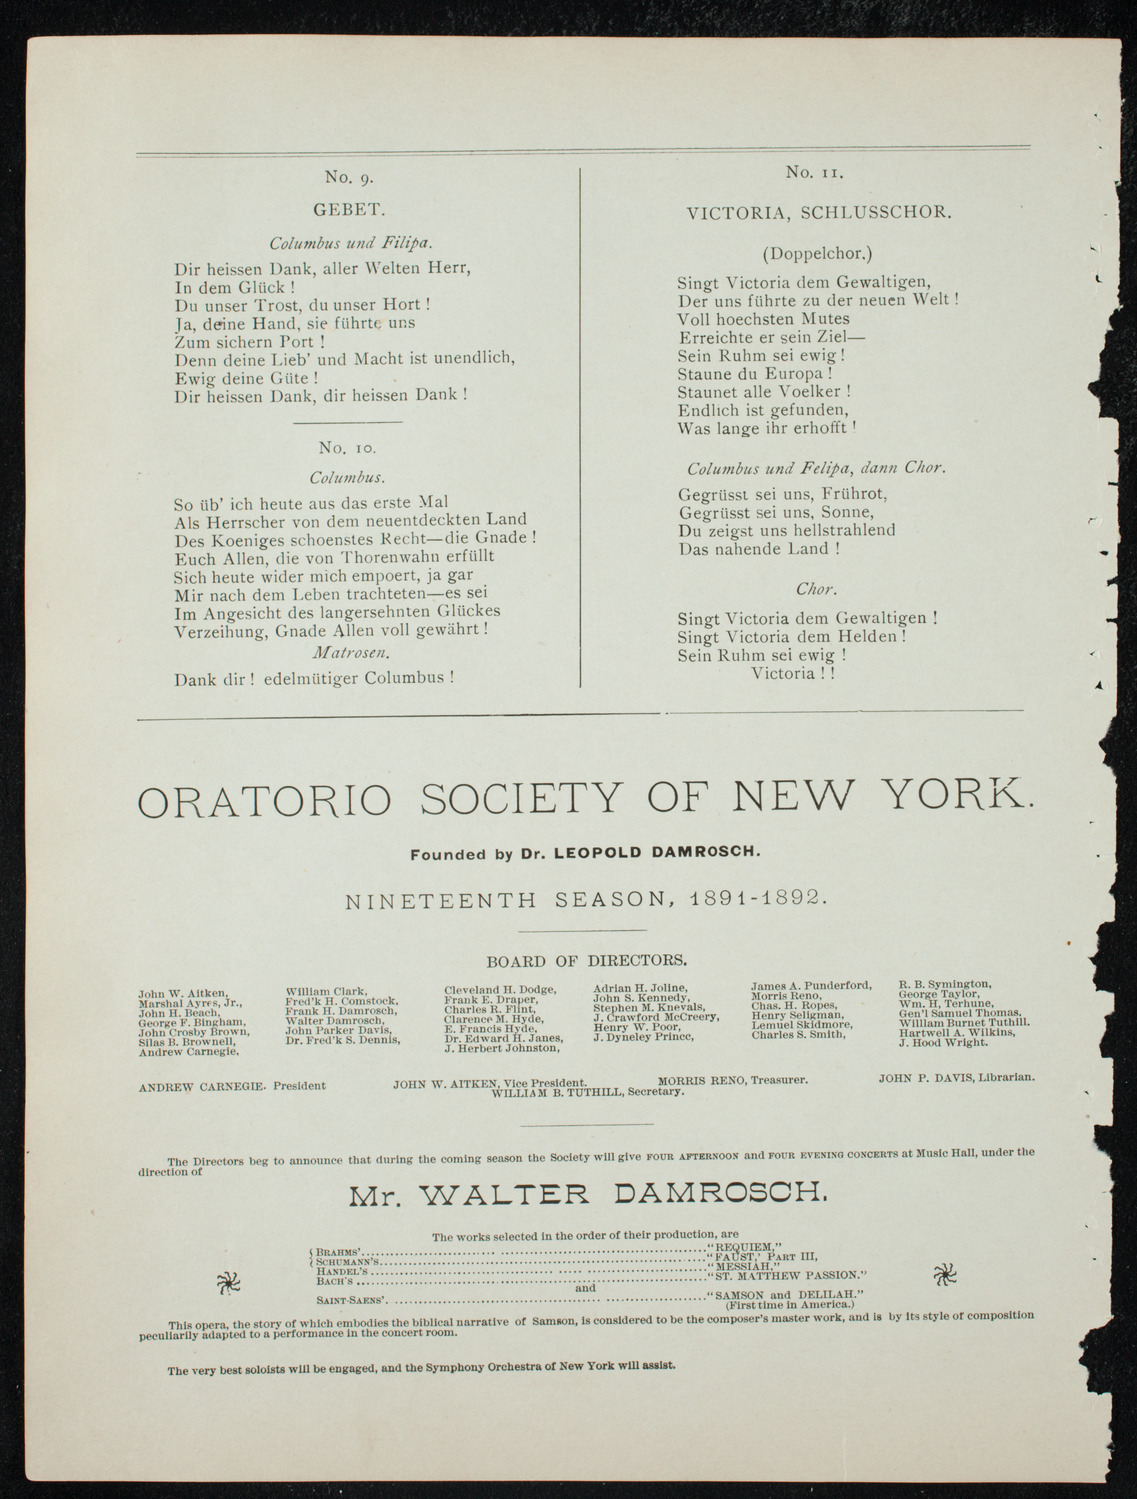 No. 9.
GEBET.
Columbus und Filipa.
Dir heissen Dank, aller Welten Herr,
In dem Glück !
Du unser Trost, du unser Hort !
Ja, deine Hand, sie führte uns
Zum sichern Port !
Denn deine Lieb' und Macht ist unendlich,
Ewig deine Güte !
Dir heissen Dank, dir heissen Dank !
No. 10.
Columbus.
So üb' ich heute aus das erste Mal
Als Herrscher von dem neuentdeckten Land
Des Koeniges schoenstes Recht—die Gnade !
Euch Allen, die von Thorenwahn erfüllt
Sich heute wider mich empoert, ja gar
Mir nach dem Leben trachteten—es sei
Im Angesicht des langersehnten Glückes
Verzeihung, Gnade Allen voll gewährt !
Matrosen.
Dank dir ! edelmütiger Columbus !
No. 11.
VICTORIA, SCHLUSSCHOR.
(Doppelchor.)
Singt Victoria dem Gewaltigen,
Der uns führte zu der neuen Welt !
Voll hoechsten Mutes
Erreichte er sein Ziel—
Sein Ruhm sei ewig !
Staune du Europa !
Staunet alle Voelker !
Endlich ist gefunden,
Was lange ihr erhofft !
Columbus und Felipa, dann Chor.
Gegrüsst sei uns, Frührot,
Gegrüsst sei uns, Sonne,
Du zeigst uns hellstrahlend
Das nahende Land !
Chor.
Singt Victoria dem Gewaltigen !
Singt Victoria dem Helden !
Sein Ruhm sei ewig !
Victoria ! !
ORATORIO SOCIETY OF NEW YORK.
Founded by Dr. LEOPOLD DAMROSCH.
NINETEENTH SEASON, 1891-1892.
BOARD OF DIRECTORS.
John W. Aitken,
Marshal Ayres, Jr.,
John H. Beach,
George F. Bingham,
John Crosby Brown,
Silas B. Brownell,
Andrew Carnegie,
William Clark,
Fred'k H. Comstock,
Frank H. Damrosch,
Walter Damrosch,
John Parker Davis,
Dr. Fred'k S. Dennis,
Cleveland H. Dodge,
Frank E. Draper,
Charles R. Flint,
Clarence M. Hyde,
E. Francis Hyde,
Dr. Edward H. Janes,
J. Herbert Johnston,
Adrian H. Joline,
John S. Kennedy,
Stephen M. Knevals,
J. Crawford McCreery,
Henry W. Poor,
J. Dyneley Prince,
James A. Punderford,
Morris Reno,
Chas. H. Ropes,
Henry Seligman,
Lemuel Skidmore,
Charles S. Smith,
R. B. Symington,
George Taylor,
Wm. H, Terhune,
Gen'l Samuel Thomas,
William Burnet Tuthill.
Hartwell A. Wilkins,
J. Hood Wright.
ANDREW CARNEGIE. President JOHN W. AITKEN, Vice President. MORRIS RENO, Treasurer. JOHN P. DAVIS, Librarian.
WILLIAM B. TUTHILL, Secretary.
The Directors beg to announce that during the coming season the Society will give FOUR AFTERNOON and FOUR EVENING CONCERTS at Music Hall, under the
direction of
Mr. WALTER DAMROSCH.
The works selected in the order of their production, are
BRAHMS' "REQUIEM,"
SCHUMANN'S "FAUST,' PART III,
HANDEL'S "MESSIAH,"
BACH'S "ST. MATTHEW PASSION."
and
SAINT-SAENS'. "SAMSON and DELILAH."
(First time in America.)
This opera, the story of which embodies the biblical narrative of Samson, is considered to be the composer's master work, and is by its style of composition
peculiarily adapted to a performance in the concert room.
The very best soloists will be engaged, and the Symphony Orchestra of New York will assist.